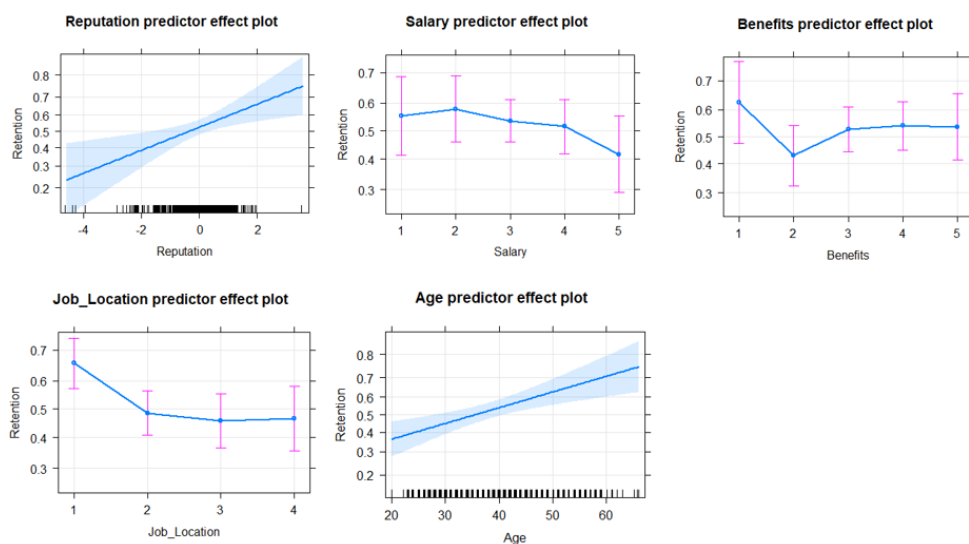 Reputation predictor effect plot
Retention
0.8
0.7
0.6
0.5
0.4
0.3
0.2
-4 -2 0 2
Reputation
Salary predictor effect plot
Retention
0.7
0.6
0.5
0.4
0.3
1 2 3 4 5
Salary
Benefits predictor effect plot
Retention
0.7
0.6
0.5
0.4
0.3
1 2 3 4 5
Benefits
Job_Location predictor effect plot
Retention
0.7
0.6
0.5
0.4
0.3
1 2 3 4
Job_Location
Age predictor effect plot
Retention
0.8
0.7
0.6
0.5
0.4
0.3
0.2
20 30 40 50 60
Age